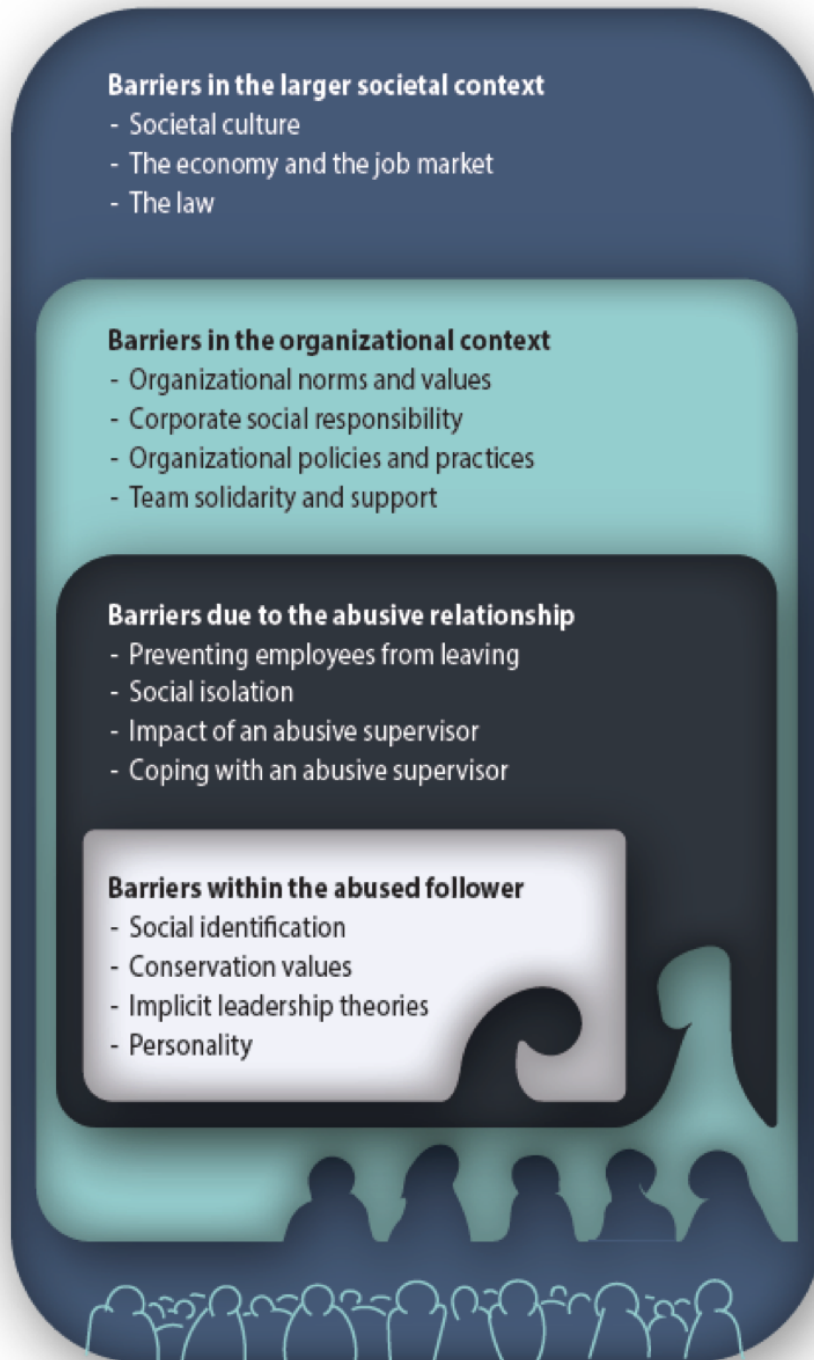 Barriers in the larger societal context
- Societal culture
- The economy and the job market
- The law
Barriers in the organizational context
- Organizational norms and values
- Corporate social responsibility
- Organizational policies and practices
- Team solidarity and support
Barriers due to the abusive relationship
- Preventing employees from leaving
- Social isolation
- Impact of an abusive supervisor
- Coping with an abusive supervisor
Barriers within the abused follower
- Social identification
- Conservation values
- Implicit leadership theories
- Personality